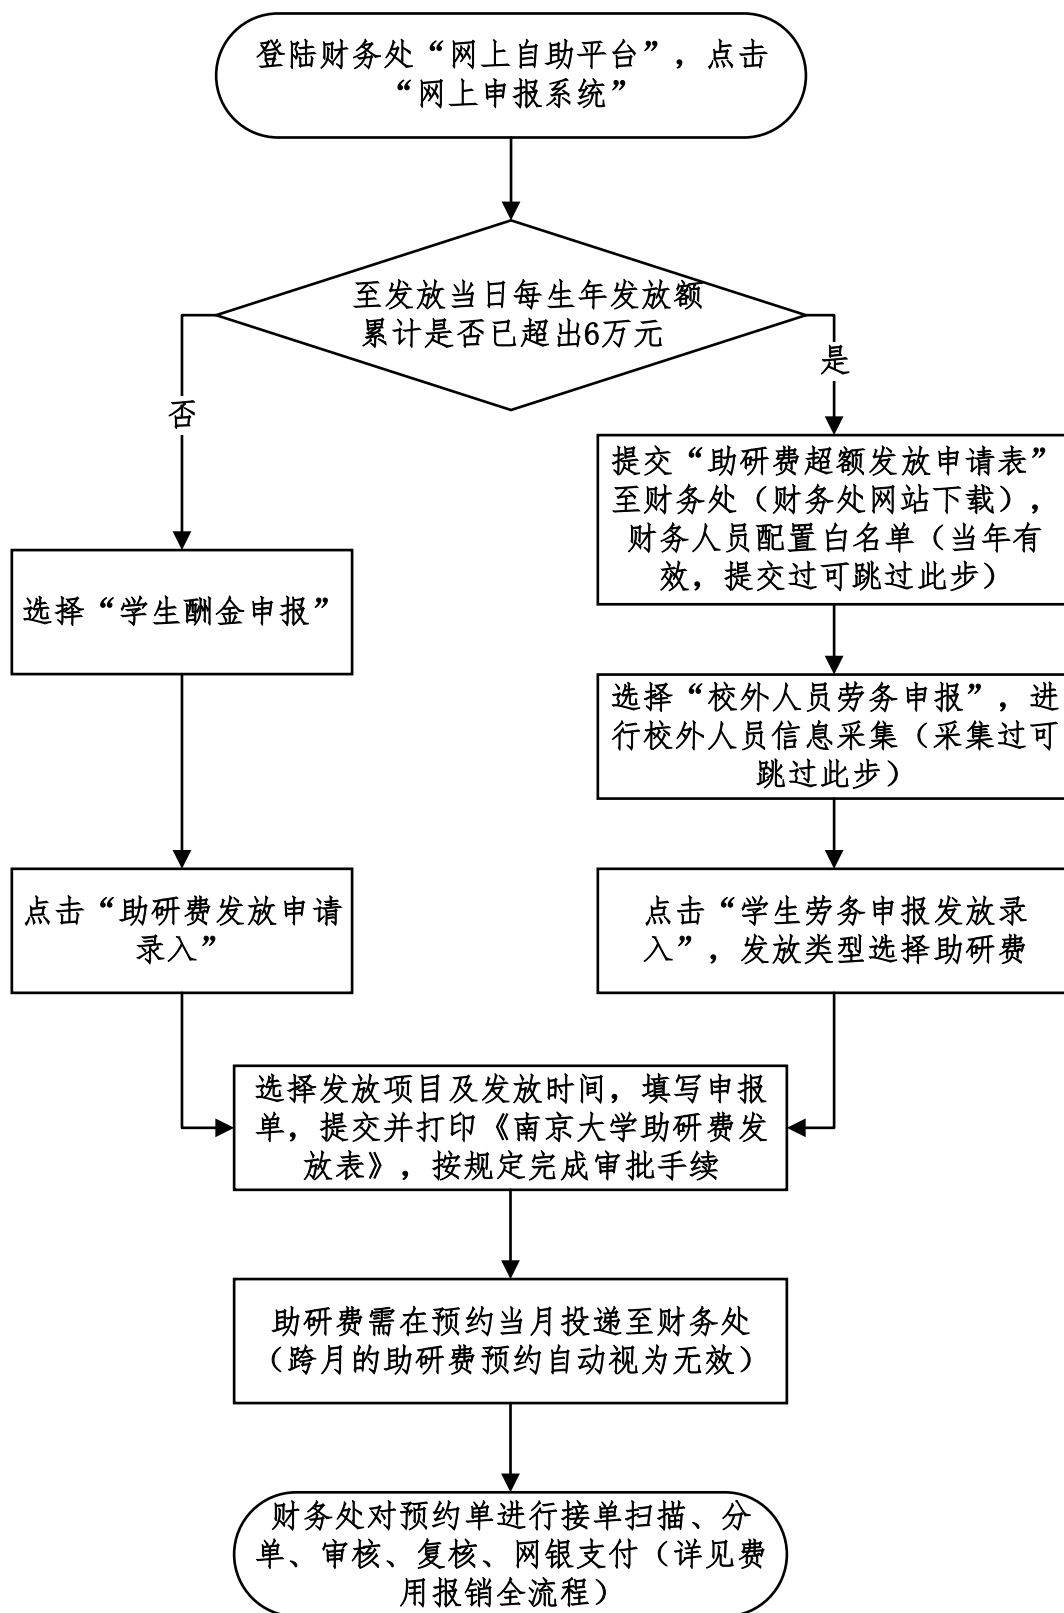 登陆财务处“网上自助平台”，点击
“网上申报系统”
至发放当日每生年发放额
累计是否已超出6万元
否
是
提交“助研费超额发放申请表”
至财务处（财务处网站下载），
财务人员配置白名单（当年有
效，提交过可跳过此步）
选择“学生酬金申报”
选择“校外人员劳务申报”，进
行校外人员信息采集（采集过可
跳过此步）
点击“助研费发放申请
录入”
点击“学生劳务申报发放录
入”，发放类型选择助研费
选择发放项目及发放时间，填写申报
单，提交并打印《南京大学助研费发
放表》，按规定完成审批手续
助研费需在预约当月投递至财务处
（跨月的助研费预约自动视为无效）
财务处对预约单进行接单扫描、分
单、审核、复核、网银支付（详见费
用报销全流程）